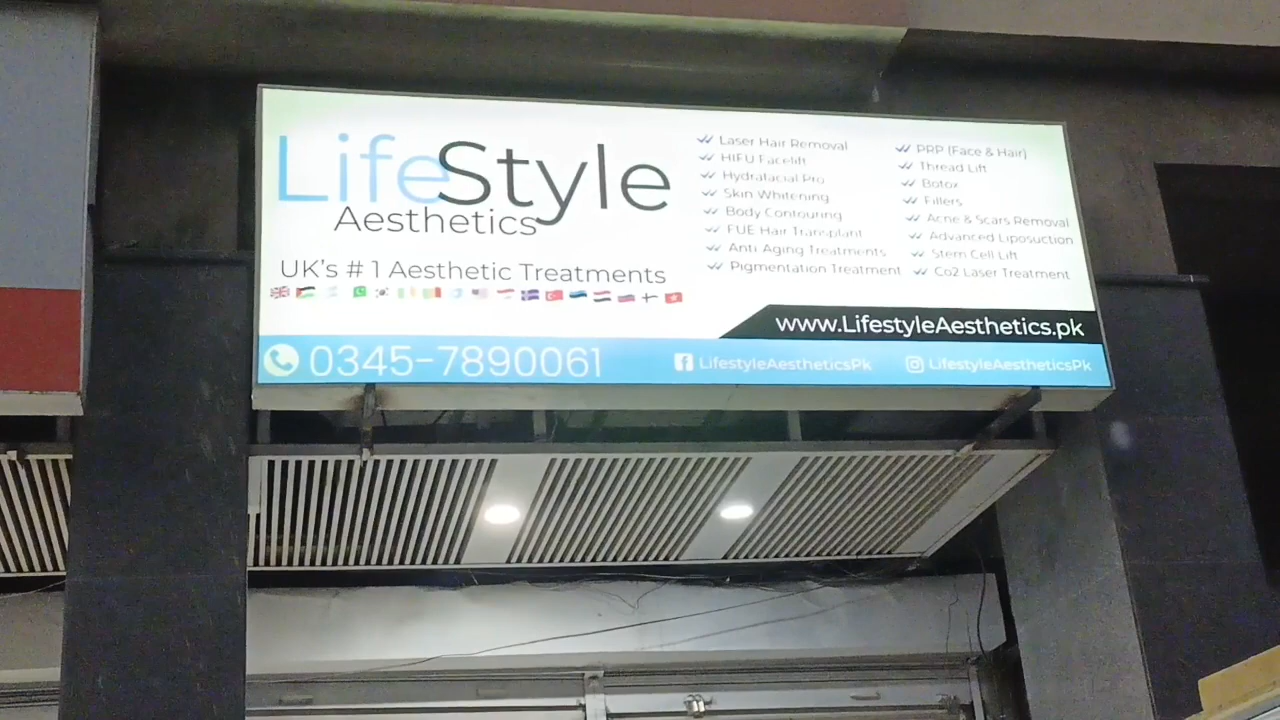 LifeStyle
Aesthetics
UK's # 1 Aesthetic Treatments
Laser Hair Removal
HIFU Facelift
Hydrafacial Pro
Skin Whitening
Body Contouring
FUE Hair Transplant
Anti Aging Treatments
Pigmentation Treatment
PRP (Face & Hair)
Thread Lift
Botox
Fillers
Acne & Scars Removal
Advanced Liposuction
Stem Cell Lift
Co2 Laser Treatment
www.LifestyleAesthetics.pk
0345-7890061
LifestyleAestheticsPk
LifestyleAestheticsPk